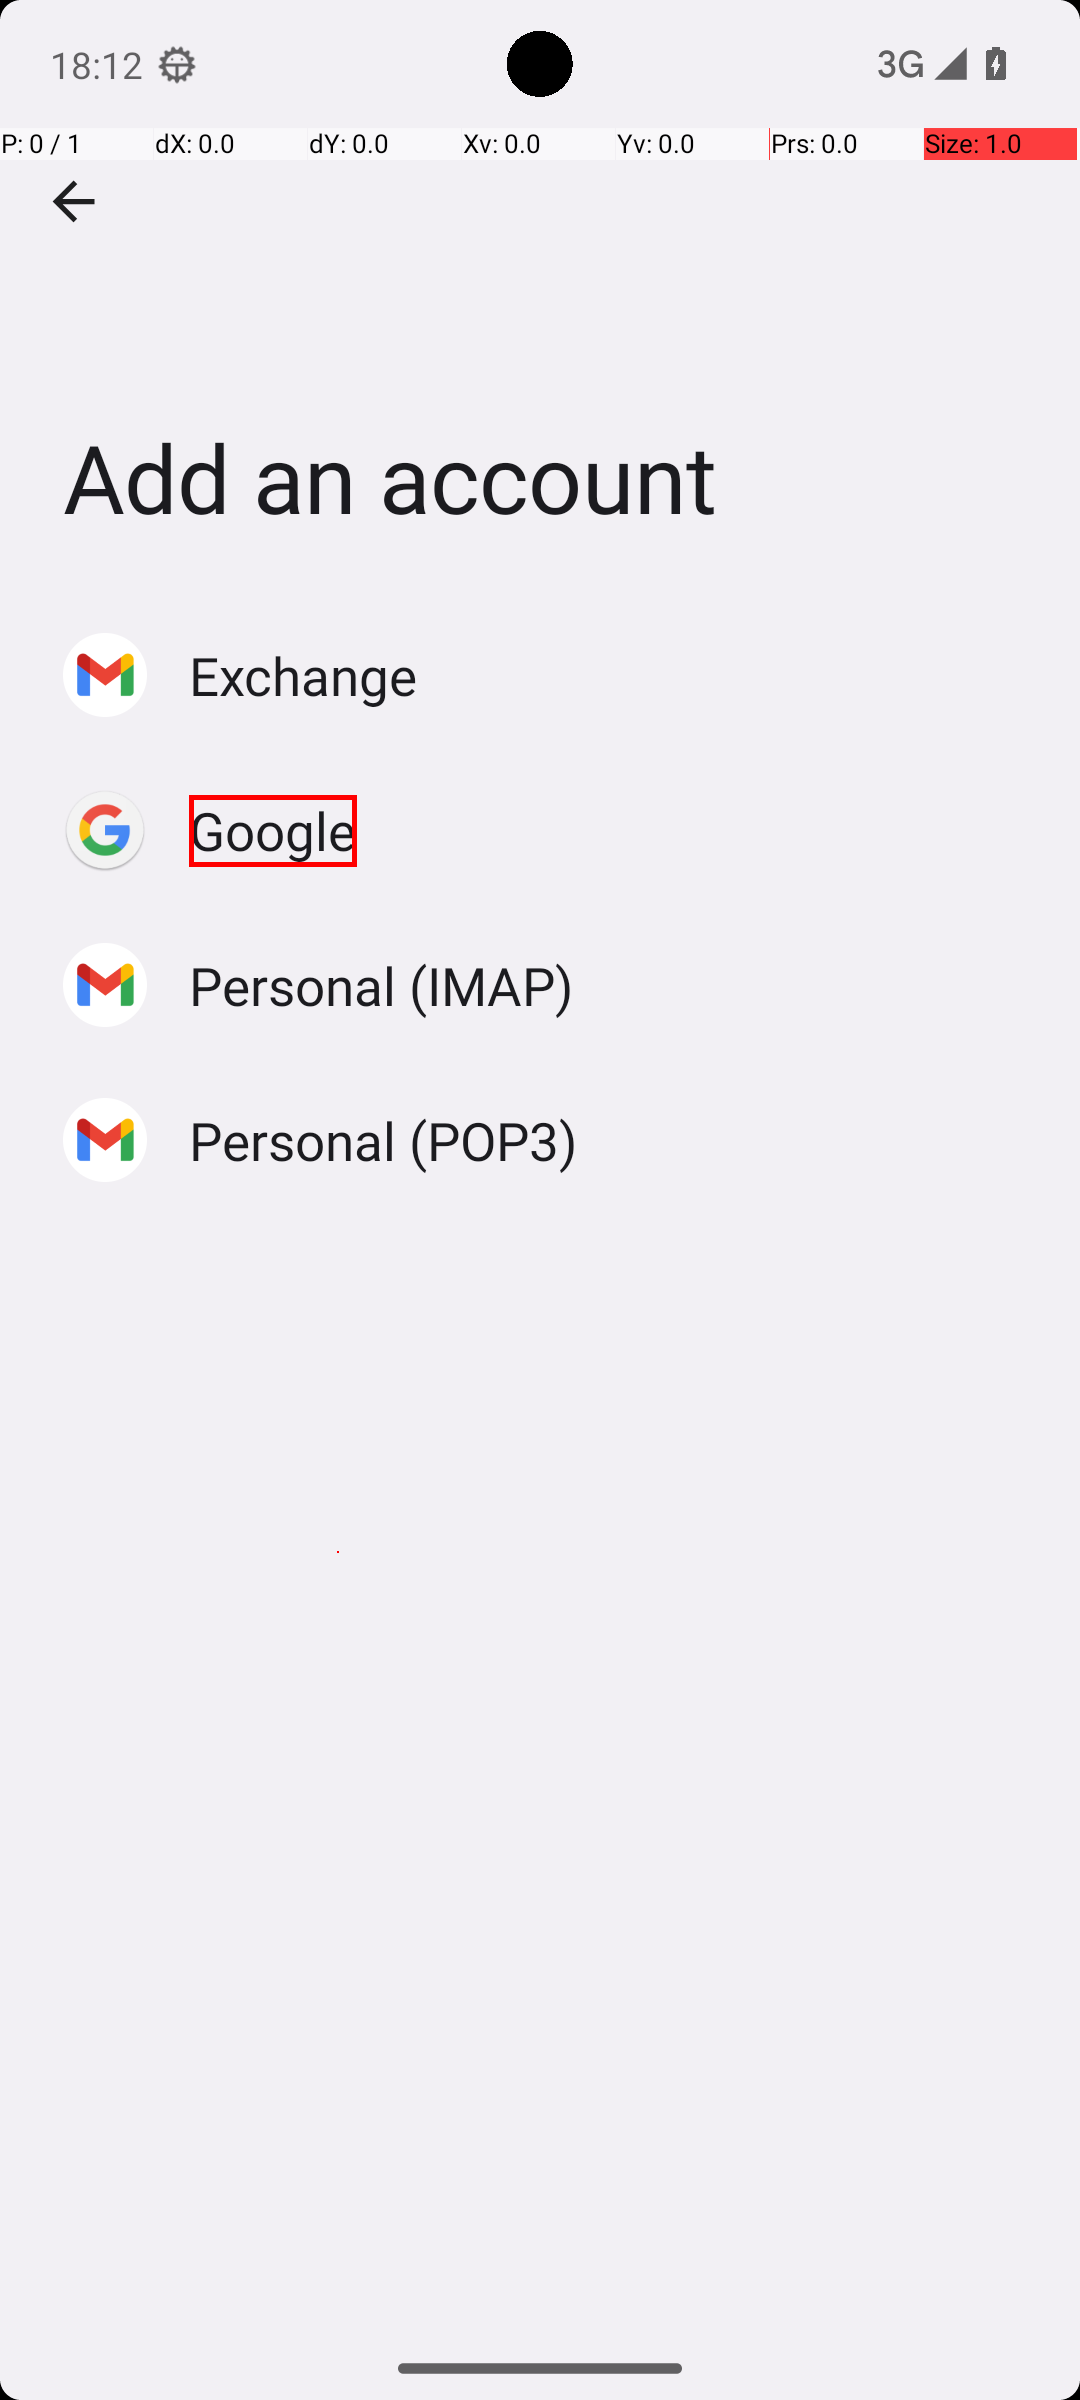 18:12
3G
P: 0 / 1 dX: 0.0 dY: 0.0 Xv: 0.0 Yv: 0.0 Prs: 0.0 Size: 1.0
Add an account
Exchange
Google
Personal (IMAP)
Personal (POP3)